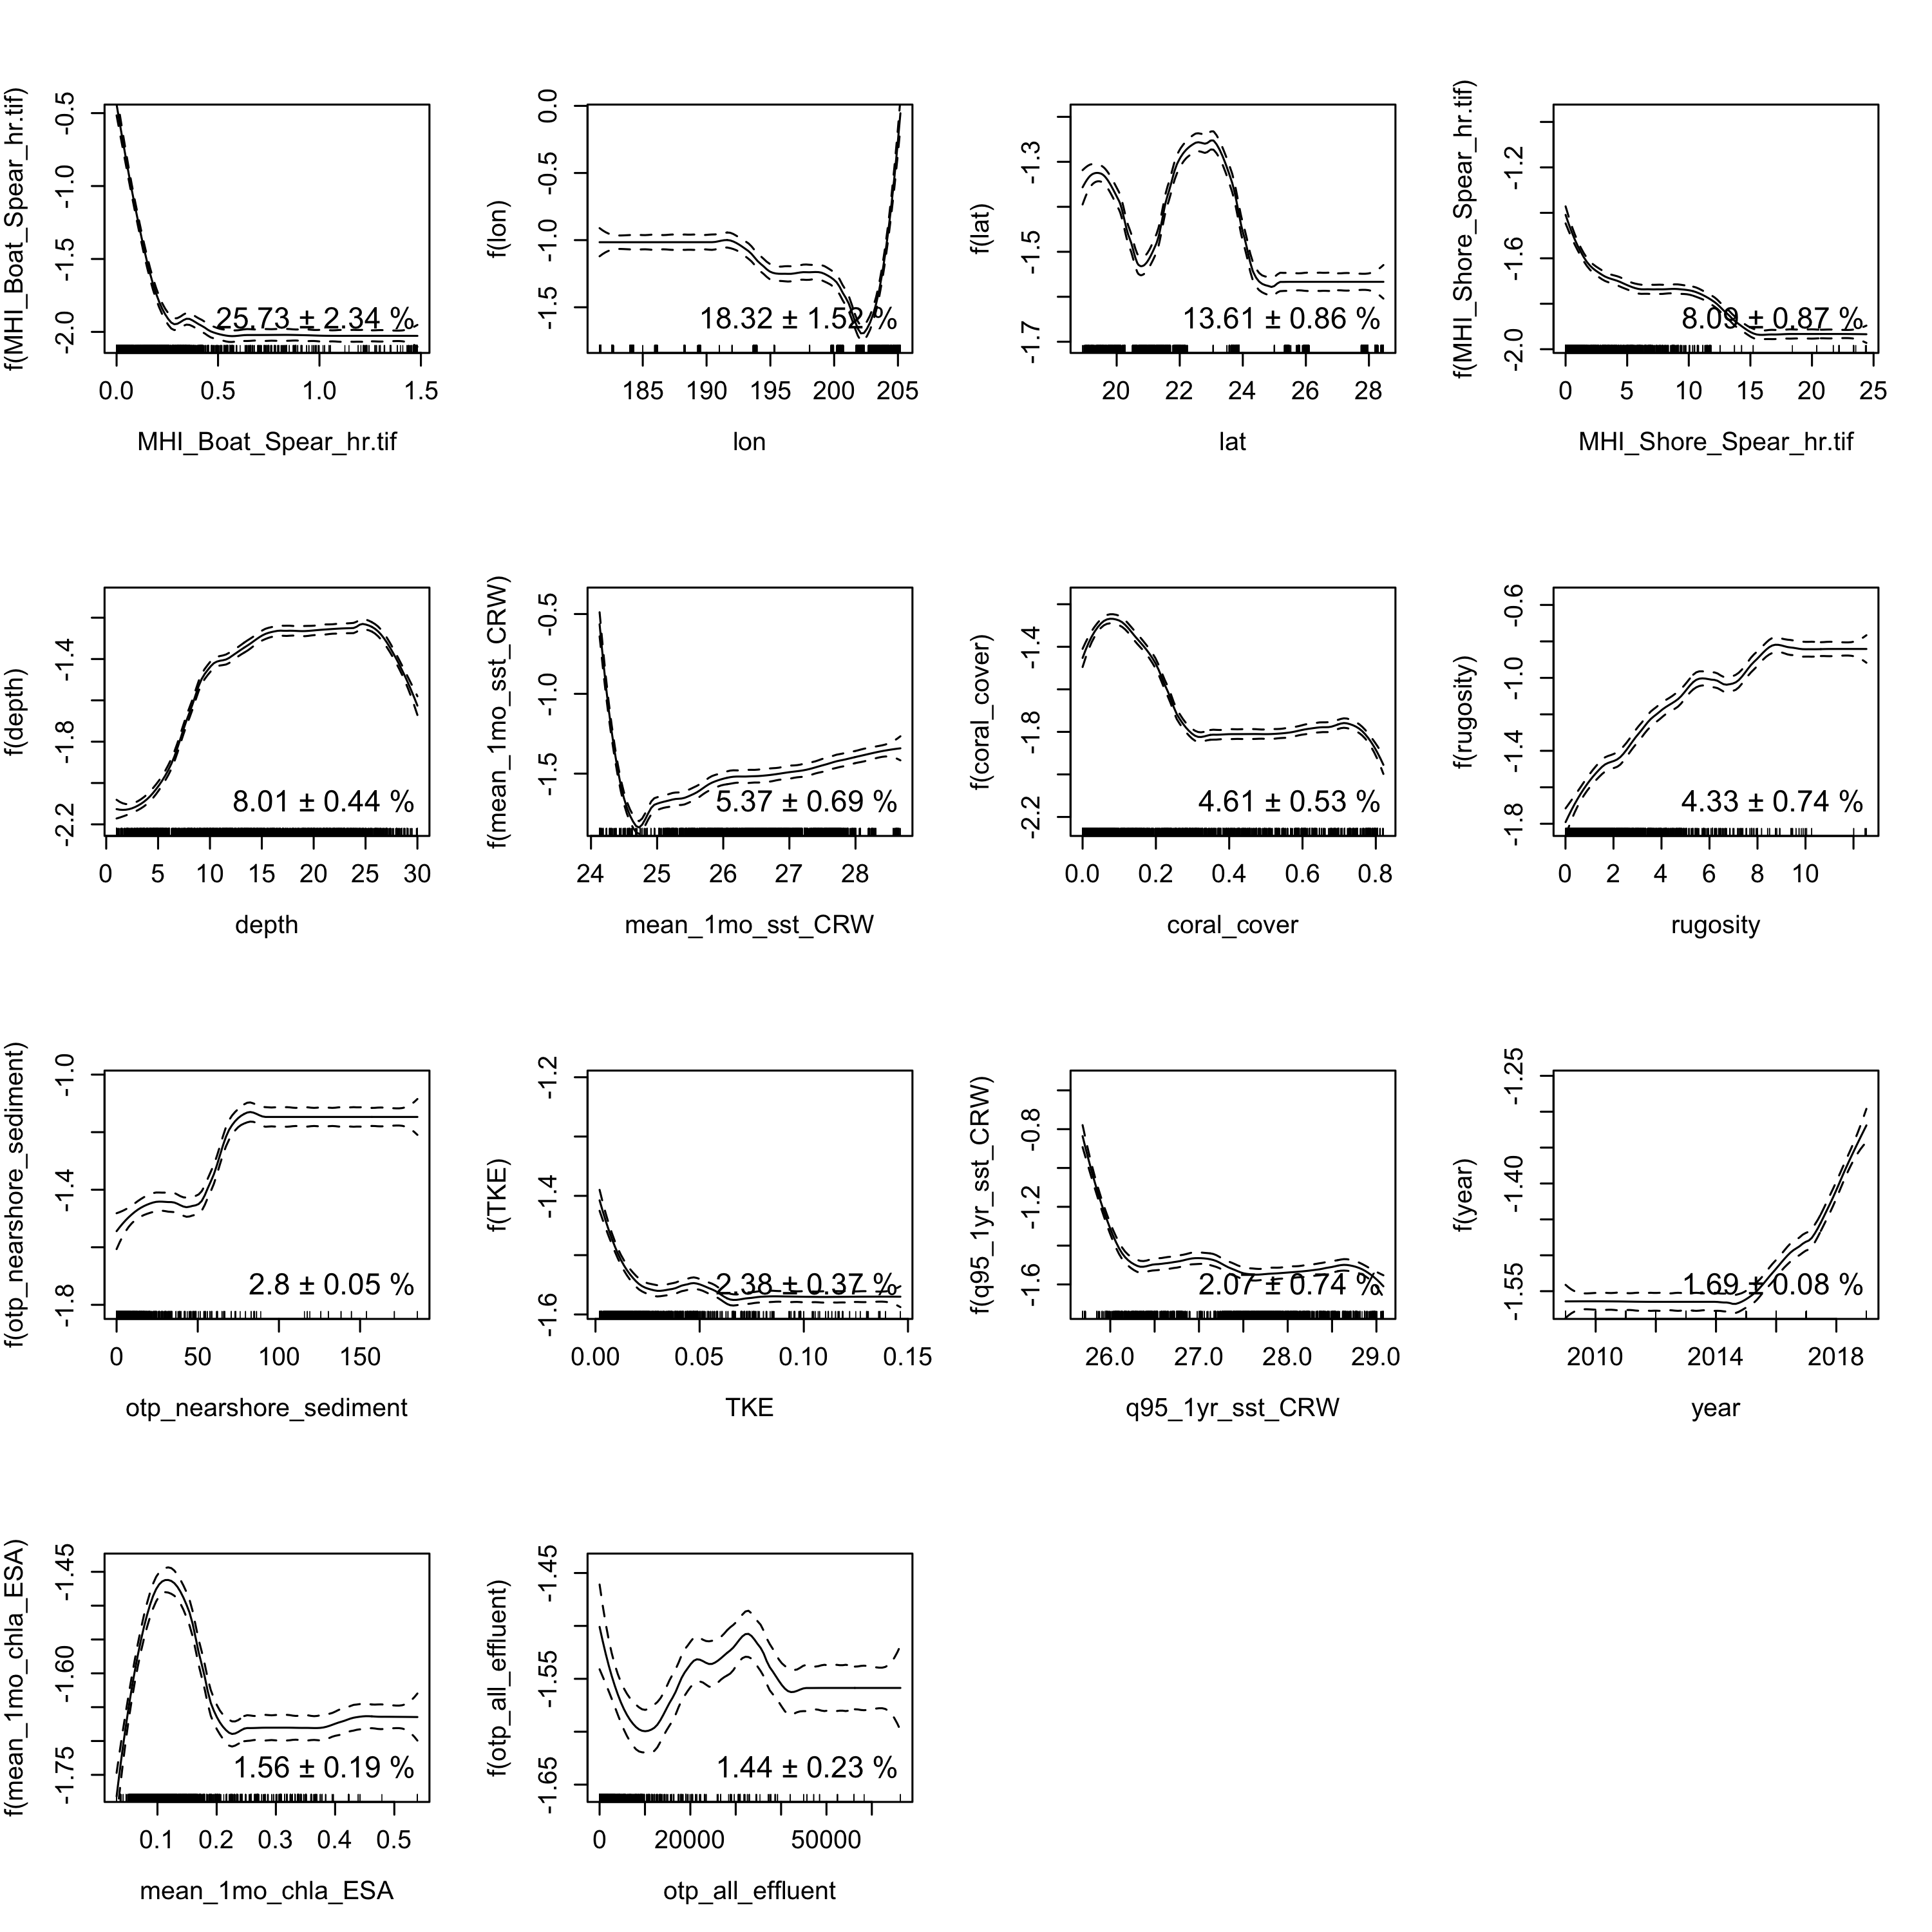 f(MHI_Boat_Spear_hr.tif)
-0.5
-1.0
-1.5
-2.0
25.73 ± 2.34 %
0.0 0.5 1.0 1.5
MHI_Boat_Spear_hr.tif
f(lon)
0.0
-0.5
-1.0
-1.5
18.32 ± 1.52 %
185 190 195 200 205
lon
f(lat)
-1.3
-1.5
-1.7
13.61 ± 0.86 %
20 22 24 26 28
lat
f(MHI_Shore_Spear_hr.tif)
-1.2
-1.6
-2.0
8.09 ± 0.87 %
0 5 10 15 20 25
MHI_Shore_Spear_hr.tif
f(depth)
-1.4
-1.8
-2.2
8.01 ± 0.44 %
0 5 10 15 20 25 30
depth
f(mean_1mo_sst_CRW)
-0.5
-1.0
-1.5
5.37 ± 0.69 %
24 25 26 27 28
mean_1mo_sst_CRW
f(coral_cover)
-1.4
-1.8
-2.2
4.61 ± 0.53 %
0.0 0.2 0.4 0.6 0.8
coral_cover
f(rugosity)
-0.6
-1.0
-1.4
-1.8
4.33 ± 0.74 %
0 2 4 6 8 10
rugosity
f(otp_nearshore_sediment)
-1.0
-1.4
-1.8
2.8 ± 0.05 %
0 50 100 150
otp_nearshore_sediment
f(TKE)
-1.2
-1.4
-1.6
2.38 ± 0.37 %
0.00 0.05 0.10 0.15
TKE
f(q95_1yr_sst_CRW)
-0.8
-1.2
-1.6
2.07 ± 0.74 %
26.0 27.0 28.0 29.0
q95_1yr_sst_CRW
f(year)
-1.25
-1.40
-1.55
1.69 ± 0.08 %
2010 2014 2018
year
f(mean_1mo_chla_ESA)
-1.45
-1.60
-1.75
1.56 ± 0.19 %
0.1 0.2 0.3 0.4 0.5
mean_1mo_chla_ESA
f(otp_all_effluent)
-1.45
-1.55
-1.65
1.44 ± 0.23 %
0 20000 50000
otp_all_effluent